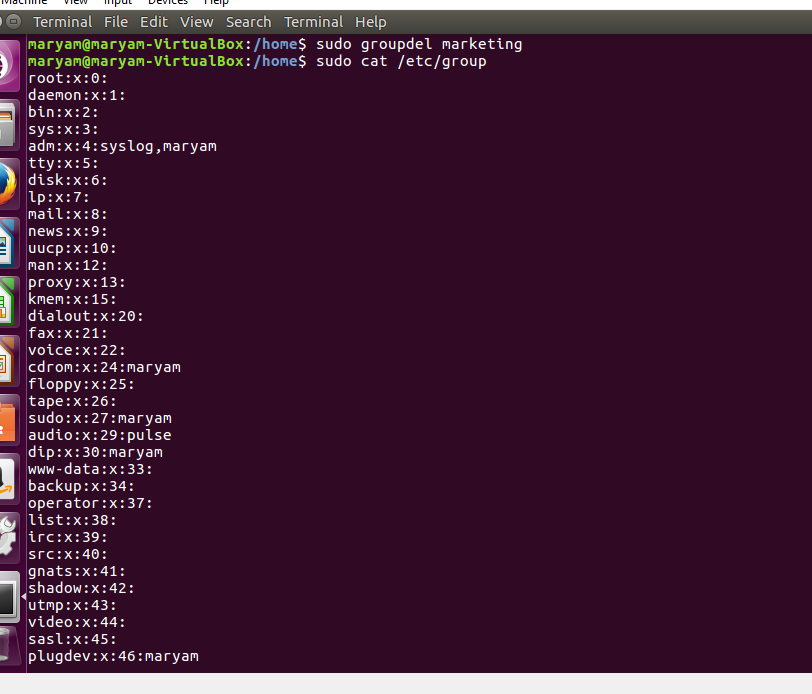 Machine View Input Devices Help
Terminal File Edit View Search Terminal Help
maryam@maryam-VirtualBox:/home$ sudo groupdel marketing
maryam@maryam-VirtualBox:/home$ sudo cat /etc/group
root:x:0:
daemon:x:1:
bin:x:2:
sys:x:3:
adm:x:4:syslog,maryam
tty:x:5:
disk:x:6:
lp:x:7:
mail:x:8:
news:x:9:
uucp:x:10:
man:x:12:
proxy:x:13:
kmem:x:15:
dialout:x:20:
fax:x:21:
voice:x:22:
cdrom:x:24:maryam
floppy:x:25:
tape:x:26:
sudo:x:27:maryam
audio:x:29:pulse
dip:x:30:maryam
www-data:x:33:
backup:x:34:
operator:x:37:
list:x:38:
irc:x:39:
src:x:40:
gnats:x:41:
shadow:x:42:
utmp:x:43:
video:x:44:
sasl:x:45:
plugdev:x:46:maryam